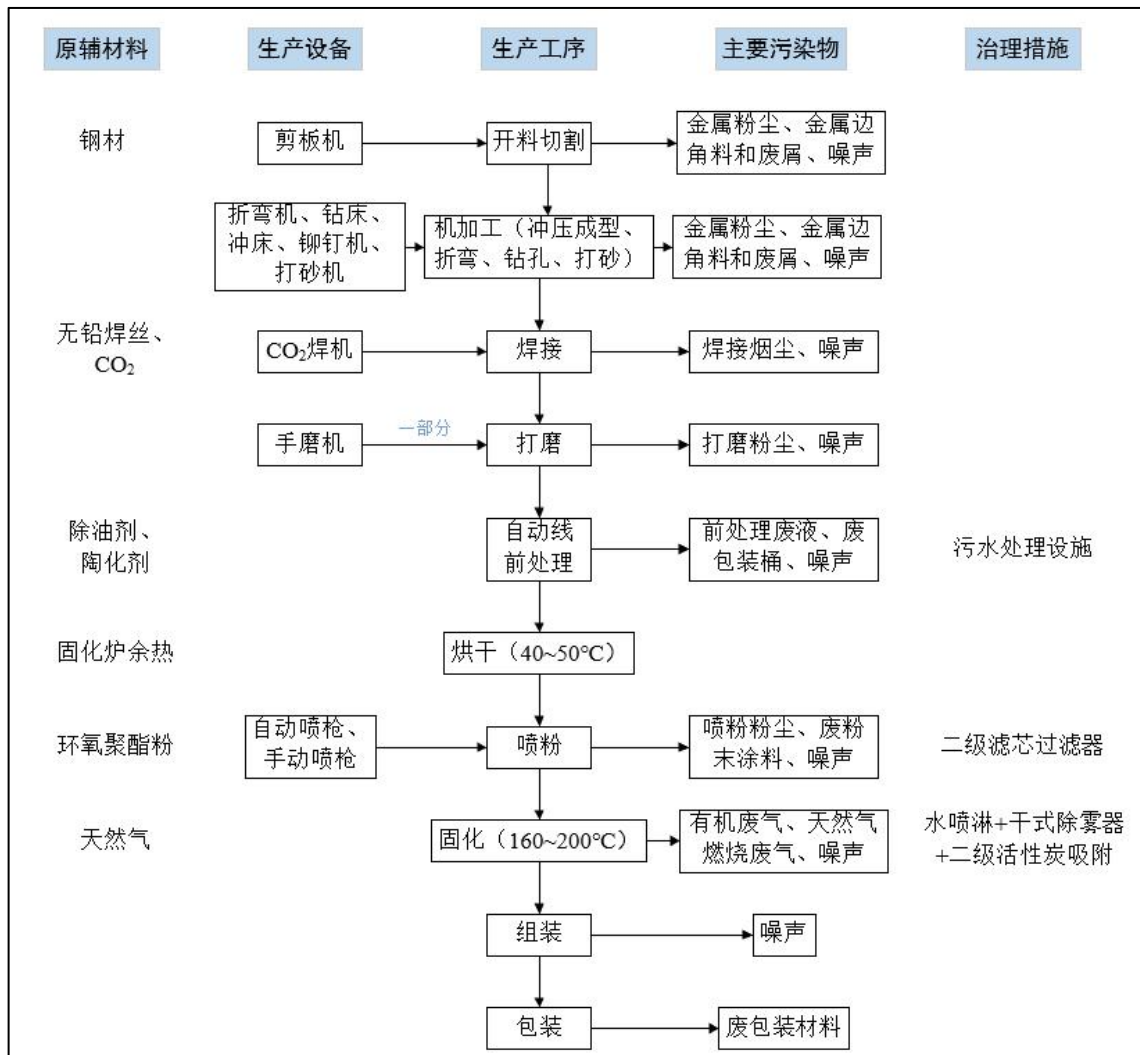 原辅材料
生产设备
生产工序
主要污染物
治理措施
钢材
剪板机
开料切割
金属粉尘、金属边
角料和废屑、噪声
折弯机、钻床、
冲床、铆钉机、
打砂机
机加工（冲压成型、
折弯、钻孔、打砂）
金属粉尘、金属边
角料和废屑、噪声
无铅焊丝、
CO₂
CO₂焊机
焊接
焊接烟尘、噪声
手磨机
一部分
打磨
打磨粉尘、噪声
除油剂、
陶化剂
自动线
前处理
前处理废液、废
包装桶、噪声
污水处理设施
固化炉余热
烘干（40~50℃）
环氧聚酯粉
自动喷枪、
手动喷枪
喷粉
喷粉粉尘、废粉
末涂料、噪声
二级滤芯过滤器
天然气
固化（160~200℃）
有机废气、天然气
燃烧废气、噪声
水喷淋+干式除雾器
+二级活性炭吸附
组装
噪声
包装
废包装材料